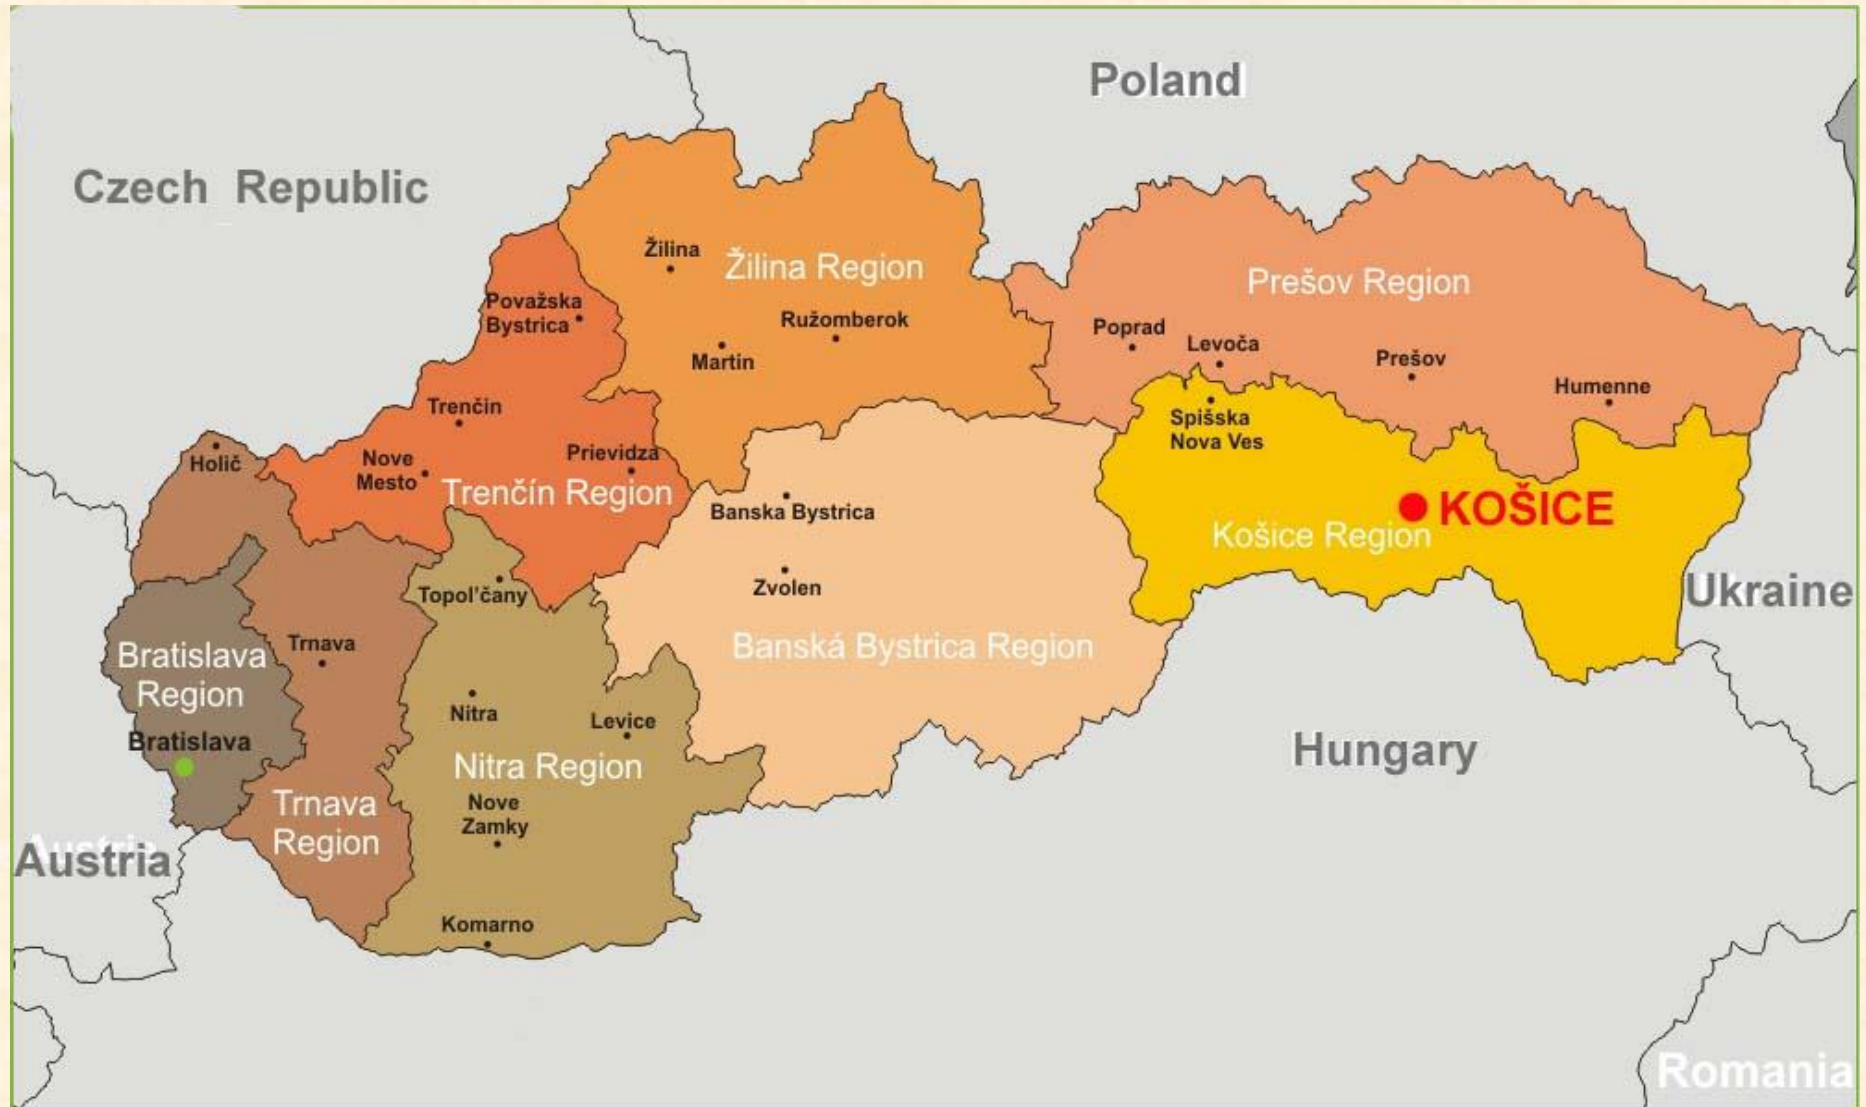 Poland
Czech Republic
Žilina
Žilina Region
Prešov Region
Považska
Bystrica
Ružomberok
Poprad
Levoča
Martin
Prešov
Humenne
Trenčin
Spišska
Nova Ves
Holič
Nove
Mesto
Prievidza
Trenčín Region
Banska Bystrica
KOŠICE
Košice Region
Topol'čany
Zvolen
Ukraine
Trnava
Banská Bystrica Region
Bratislava
Region
Nitra
Levice
Bratislava
Hungary
Nitra Region
Nove
Zamky
Trnava
Region
Austria
Austria
Komarno
Romania